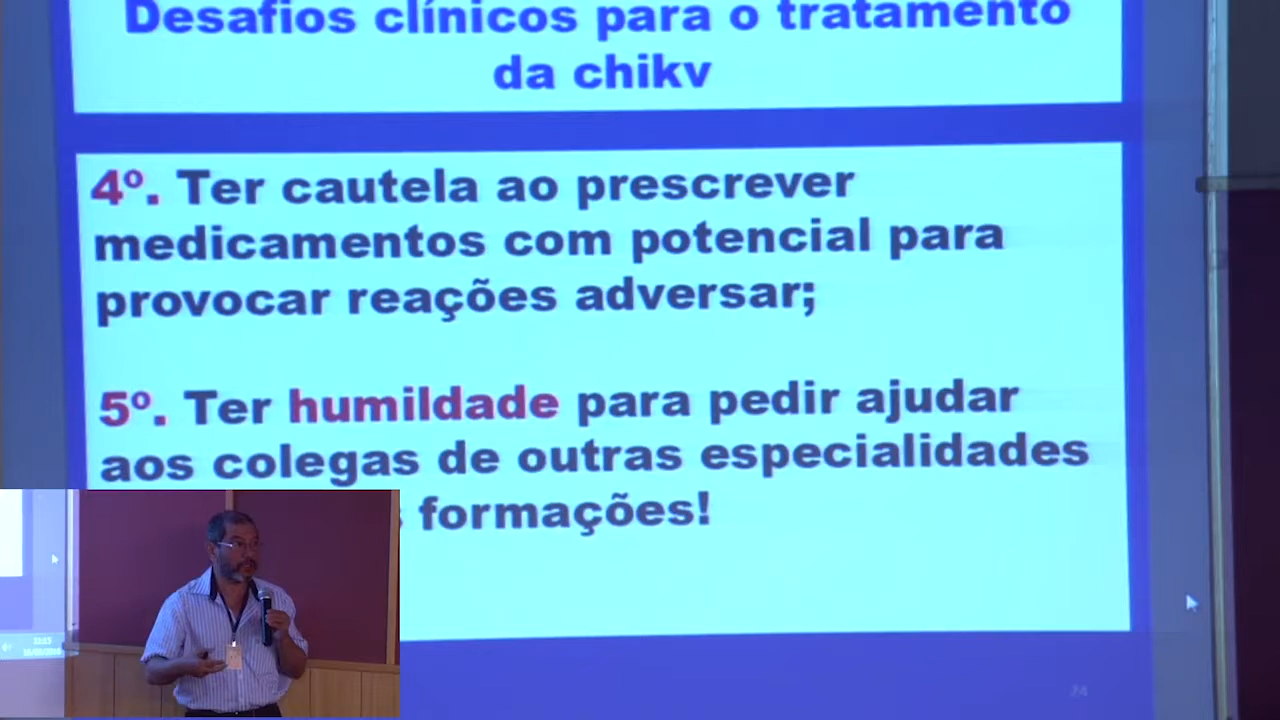 Desafios clínicos para o tratamento
da chikv
4º. Ter cautela ao prescrever
medicamentos com potencial para
provocar reações adversar;
5º. Ter humildade para pedir ajudar
aos colegas de outras especialidades
formações!
24